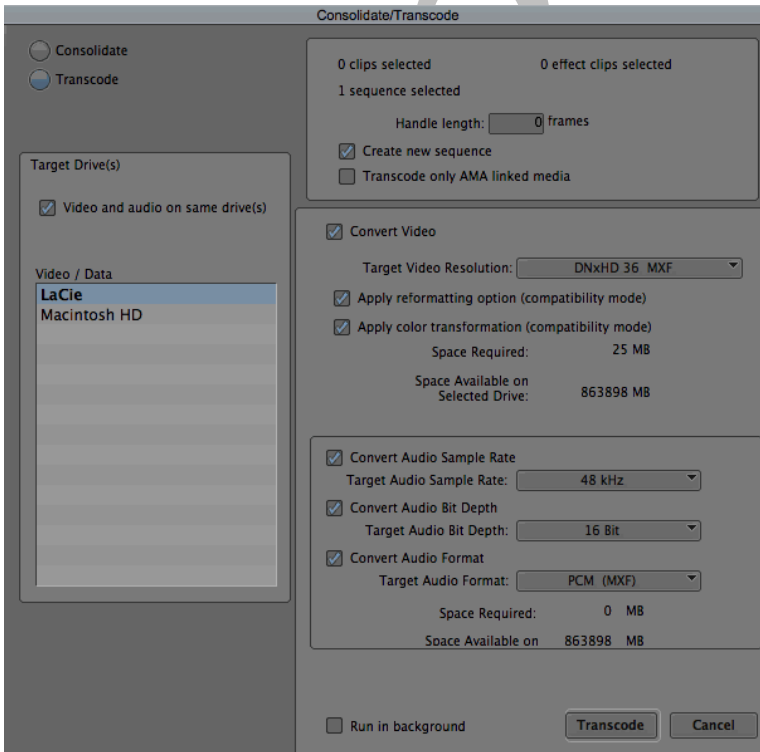 Consolidate/Transcode
Consolidate
Transcode
0 clips selected 0 effect clips selected
1 sequence selected
Handle length: 0 frames
Create new sequence
Transcode only AMA linked media
Target Drive(s)
Video and audio on same drive(s)
Video / Data
LaCie
Macintosh HD
Convert Video
Target Video Resolution: DNxHD 36 MXF
Apply reformatting option (compatibility mode)
Apply color transformation (compatibility mode)
Space Required: 25 MB
Space Available on
Selected Drive: 863898 MB
Convert Audio Sample Rate
Target Audio Sample Rate: 48 kHz
Convert Audio Bit Depth
Target Audio Bit Depth: 16 Bit
Convert Audio Format
Target Audio Format: PCM (MXF)
Space Required: 0 MB
Space Available on 863898 MB
Run in background
Transcode Cancel